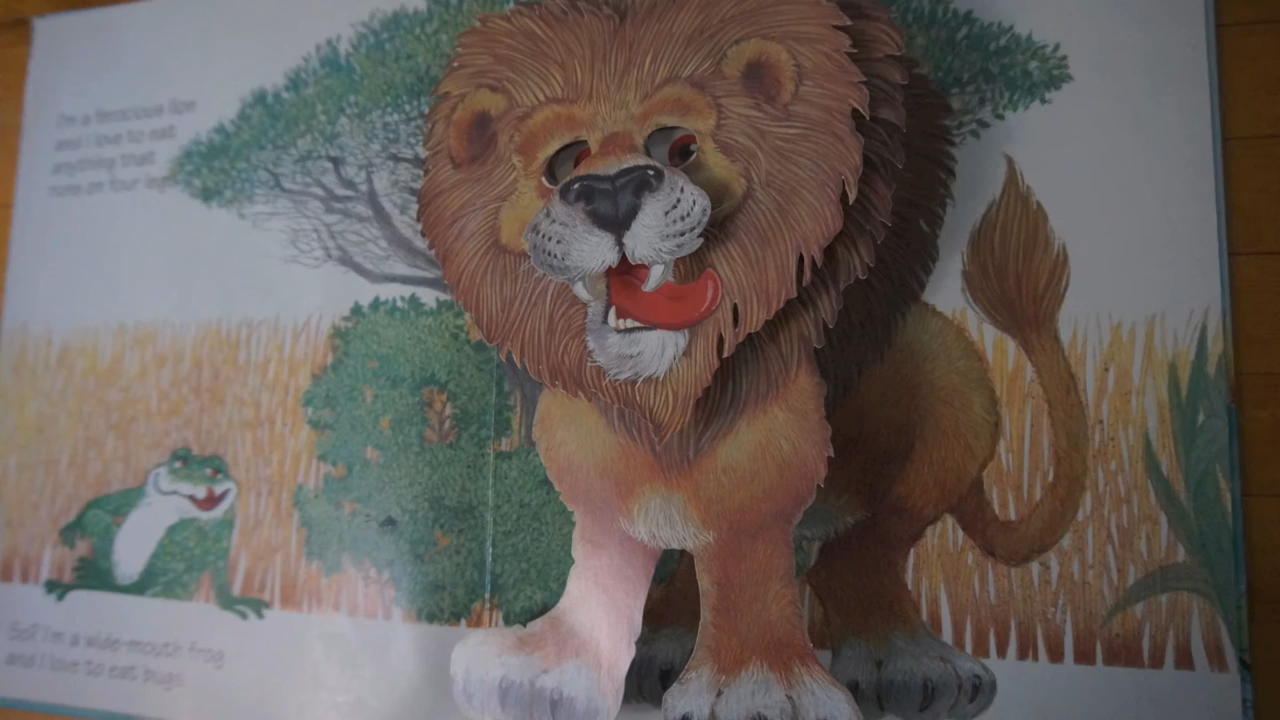 I'm a ferocious lion
and I love to eat
anything that
runs on four legs
So? I'm a wide-mouth frog
and I love to eat bugs